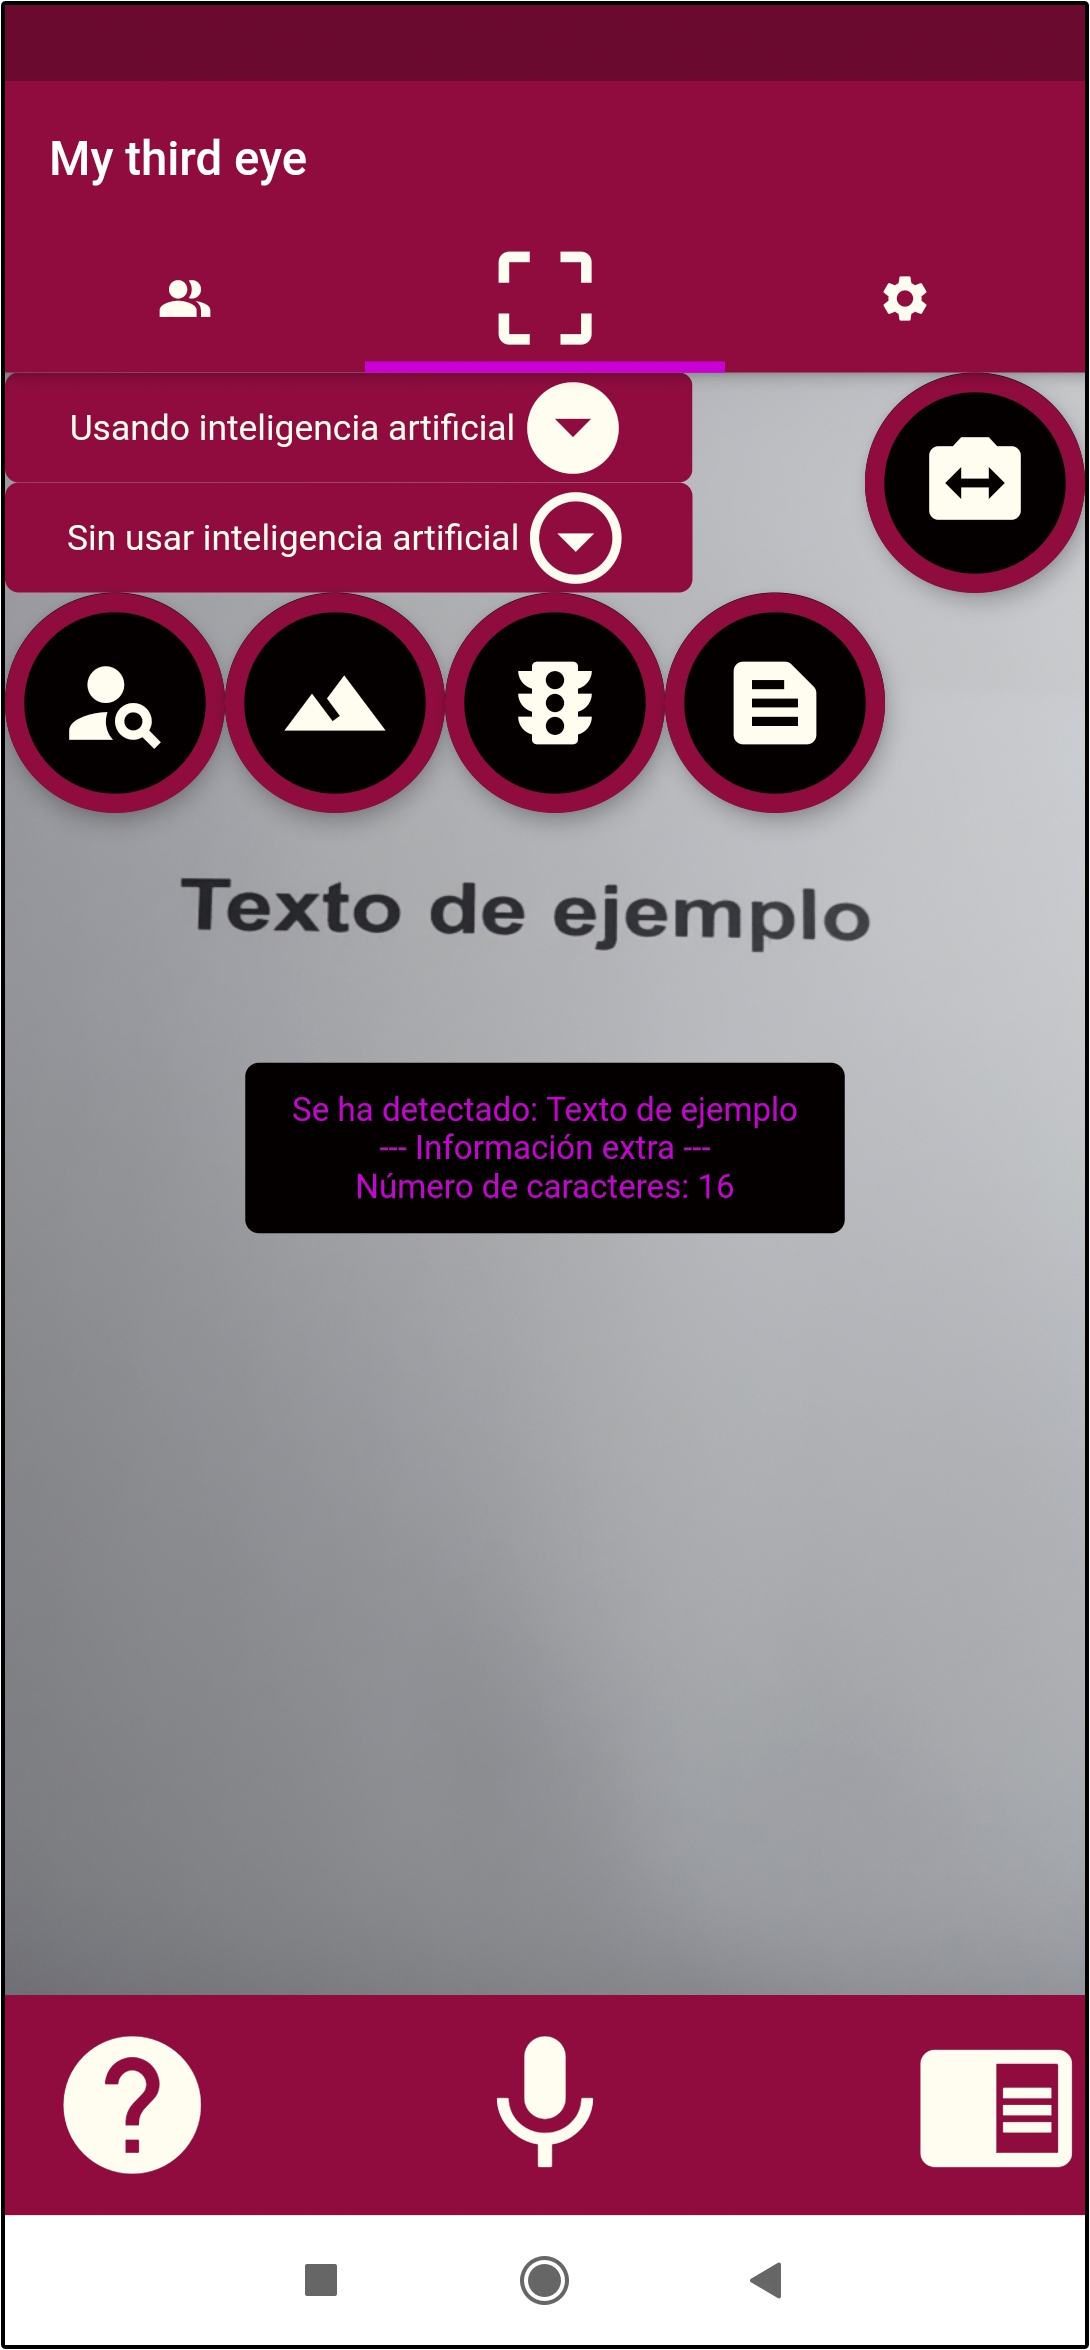 My third eye
Usando inteligencia artificial
Sin usar inteligencia artificial
Texto de ejemplo
Se ha detectado: Texto de ejemplo
--- Información extra ---
Número de caracteres: 16